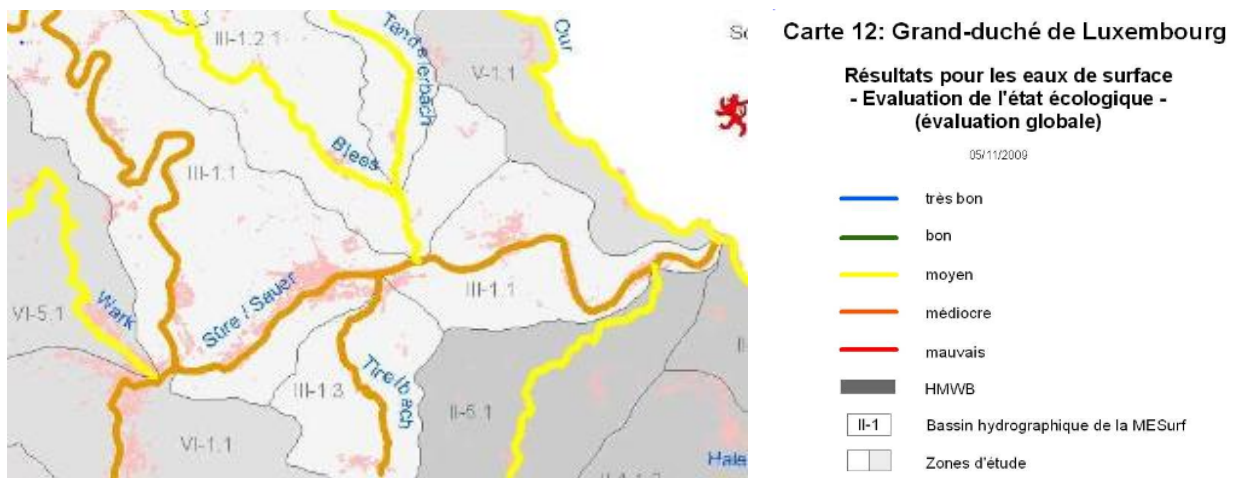 III-1.2.1
Tandelerbach
Our
V-1.1
Blees
III-1.1
Wark
VI-5.1
Sûre / Sauer
III-1.1
III-1.3
Tirelbach
II-5.1
VI-1.1
Carte 12: Grand-duché de Luxembourg
Résultats pour les eaux de surface
- Evaluation de l'état écologique -
(évaluation globale)
05/11/2009
très bon
bon
moyen
médiocre
mauvais
HMWB
II-1 Bassin hydrographique de la MESurf
Zones d'étude